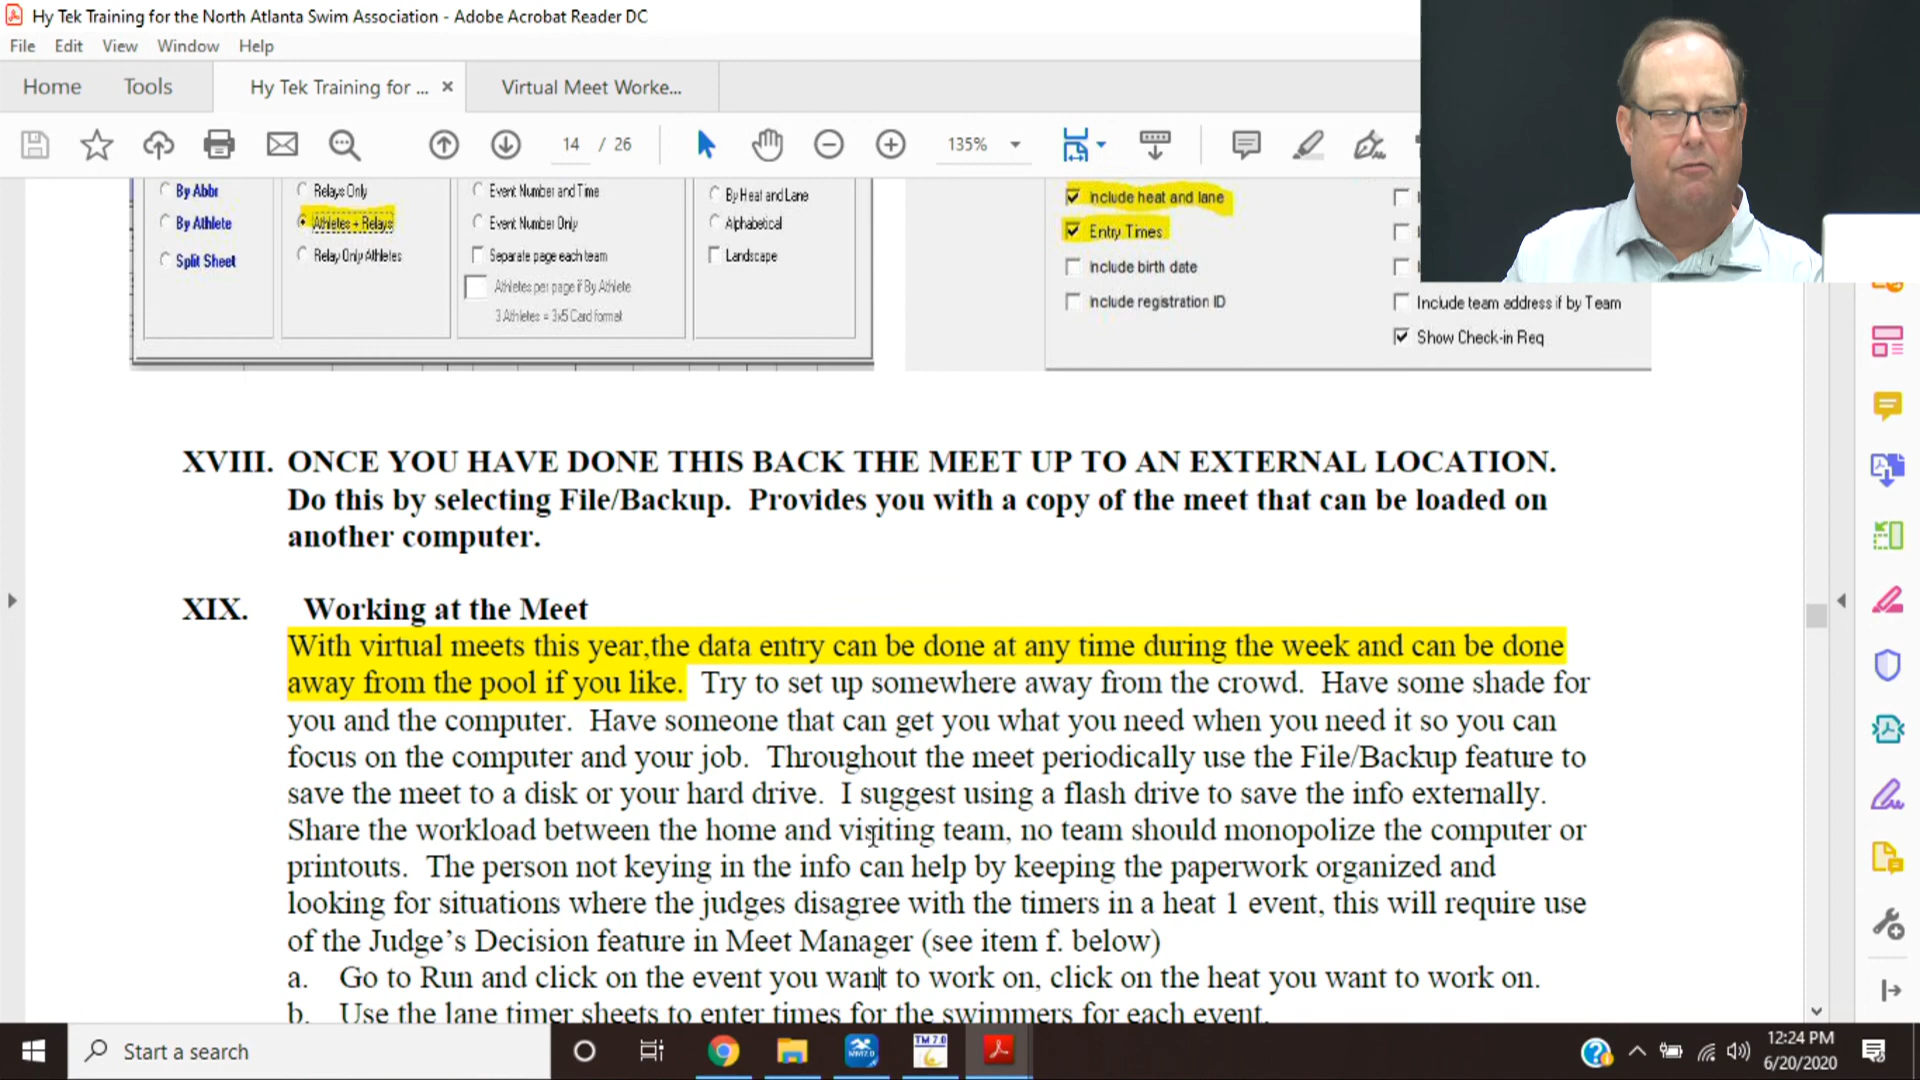 Hy Tek Training for the North Atlanta Swim Association - Adobe Acrobat Reader DC
File Edit View Window Help
Home Tools Hy Tek Training for ... × Virtual Meet Worke...
14 / 26 135%
By Abbr Relays Only Event Number and Time By Heat and Lane
By Athlete Athletes + Relays Event Number Only Alphabetical
Split Sheet Relay Only Athletes Separate page each team Landscape
Athletes per page if By Athlete
3 Athletes = 3x5 Card format
Include heat and lane
Entry Times
Include birth date
Include registration ID Include team address if by Team
Show Check-in Req
XVIII. ONCE YOU HAVE DONE THIS BACK THE MEET UP TO AN EXTERNAL LOCATION.
Do this by selecting File/Backup. Provides you with a copy of the meet that can be loaded on
another computer.
XIX. Working at the Meet
With virtual meets this year,the data entry can be done at any time during the week and can be done
away from the pool if you like. Try to set up somewhere away from the crowd. Have some shade for
you and the computer. Have someone that can get you what you need when you need it so you can
focus on the computer and your job. Throughout the meet periodically use the File/Backup feature to
save the meet to a disk or your hard drive. I suggest using a flash drive to save the info externally.
Share the workload between the home and visiting team, no team should monopolize the computer or
printouts. The person not keying in the info can help by keeping the paperwork organized and
looking for situations where the judges disagree with the timers in a heat 1 event, this will require use
of the Judge's Decision feature in Meet Manager (see item f. below)
a. Go to Run and click on the event you want to work on, click on the heat you want to work on.
b. Use the lane timer sheets to enter times for the swimmers for each event.
Start a search
MM7.0
TM 7.0
12:24 PM
6/20/2020